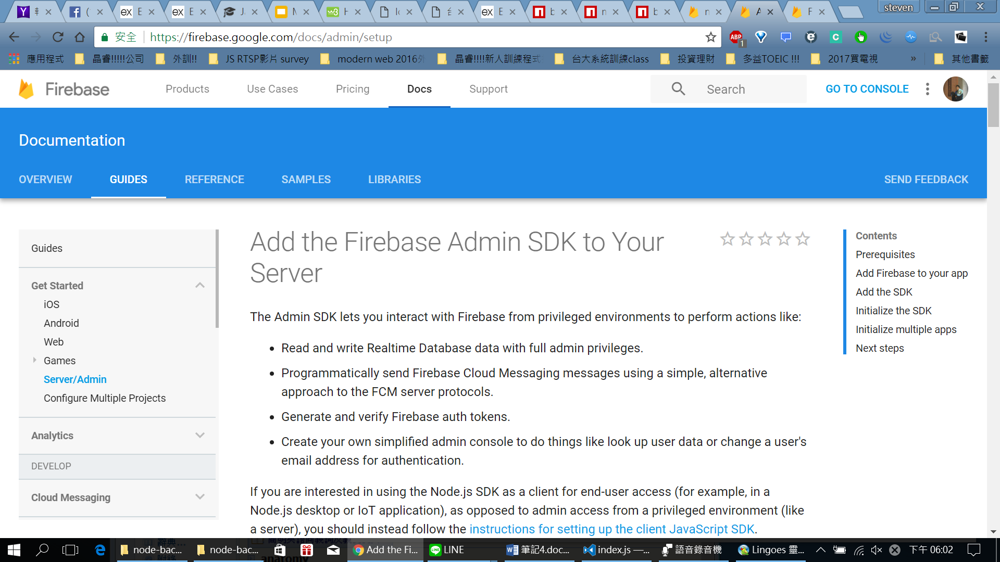 steven
安全 https://firebase.google.com/docs/admin/setup
ABP 1
應用程式 晶睿!!!!!公司 外訓!! JS RTSP影片 survey modern web 2016外 晶睿!!!!新人訓練程式 台大系統訓練class 投資理財 多益TOEIC !!! 2017買電視 » 其他書籤
Firebase Products Use Cases Pricing Docs Support Search GO TO CONSOLE
Documentation
OVERVIEW GUIDES REFERENCE SAMPLES LIBRARIES SEND FEEDBACK
Guides
Get Started
iOS
Android
Web
Games
Server/Admin
Configure Multiple Projects
Analytics
DEVELOP
Cloud Messaging
Add the Firebase Admin SDK to Your
Server
The Admin SDK lets you interact with Firebase from privileged environments to perform actions like:
• Read and write Realtime Database data with full admin privileges.
• Programmatically send Firebase Cloud Messaging messages using a simple, alternative
approach to the FCM server protocols.
• Generate and verify Firebase auth tokens.
• Create your own simplified admin console to do things like look up user data or change a user's
email address for authentication.
If you are interested in using the Node.js SDK as a client for end-user access (for example, in a
Node.js desktop or IoT application), as opposed to admin access from a privileged environment (like
a server), you should instead follow the instructions for setting up the client JavaScript SDK.
Contents
Prerequisites
Add Firebase to your app
Add the SDK
Initialize the SDK
Initialize multiple apps
Next steps
node-bac... node-bac... Add the Fi... LINE 筆記4.doc... index.js —... 語音錄音機 Lingoes 靈... 下午 06:02